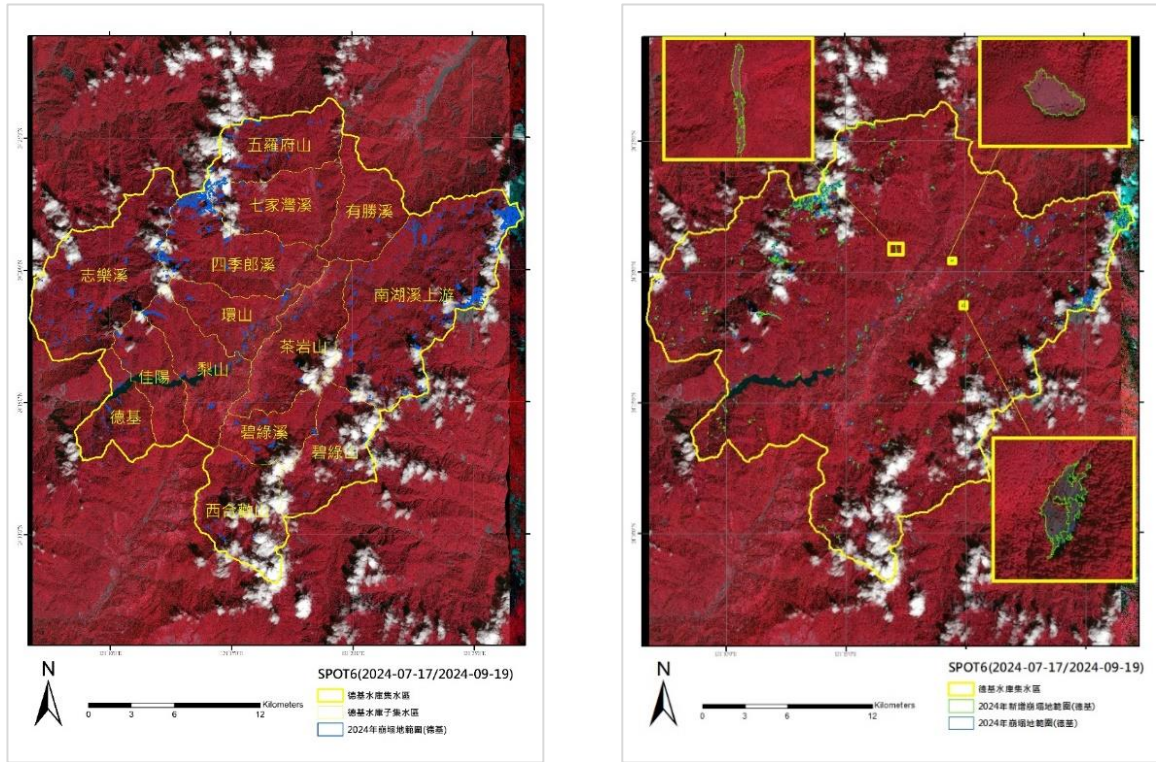 五羅府山
七家灣溪
有勝溪
志樂溪
四季郎溪
南湖溪上游
環山
茶岩山
佳陽
梨山
德基
碧綠溪
碧綠山
西合歡山
N
SPOT6(2024-07-17/2024-09-19)
德基水庫集水區
德基水庫子集水區
2024年崩塌地範圍(德基)
0 3 6 12 Kilometers
N
SPOT6(2024-07-17/2024-09-19)
德基水庫集水區
2024年新增崩塌地範圍(德基)
2024年崩塌地範圍(德基)
0 3 6 12 Kilometers